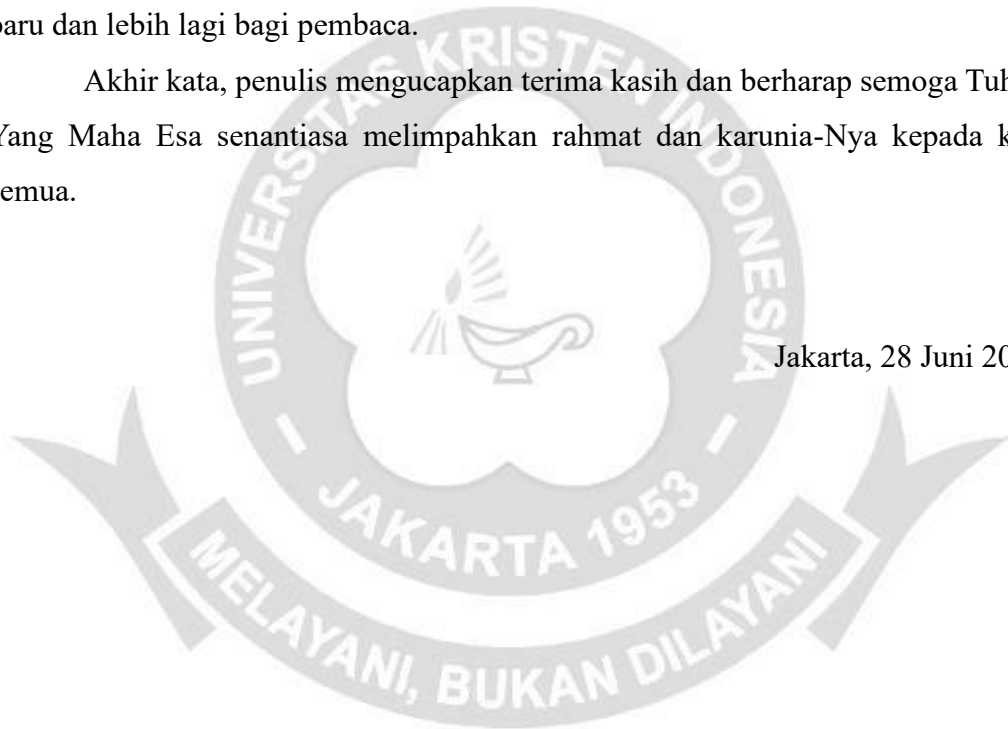 baru dan lebih lagi bagi pembaca.
Akhir kata, penulis mengucapkan terima kasih dan berharap semoga Tuh
Yang Maha Esa senantiasa melimpahkan rahmat dan karunia-Nya kepada k
emua.
Jakarta, 28 Juni 20
UNIVERSITAS KRISTEN INDONESIA
- JAKARTA 1953 -
MELAYANI, BUKAN DILAYANI